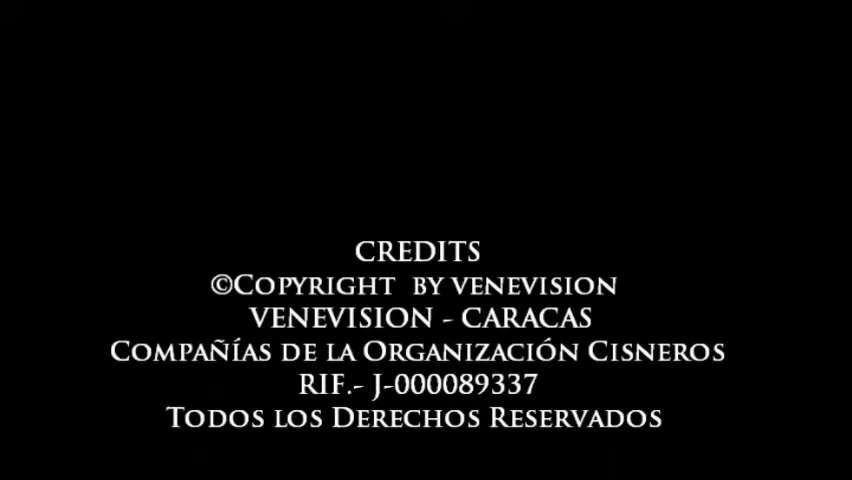 CREDITS
©Copyright by venevision
VENEVISION - CARACAS
Compañías de la Organización Cisneros
RIF.- J-000089337
Todos los Derechos Reservados